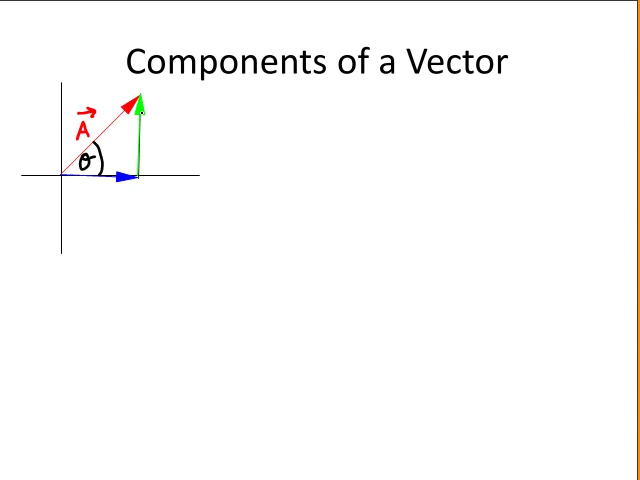 Components of a Vector
A⃗
θ